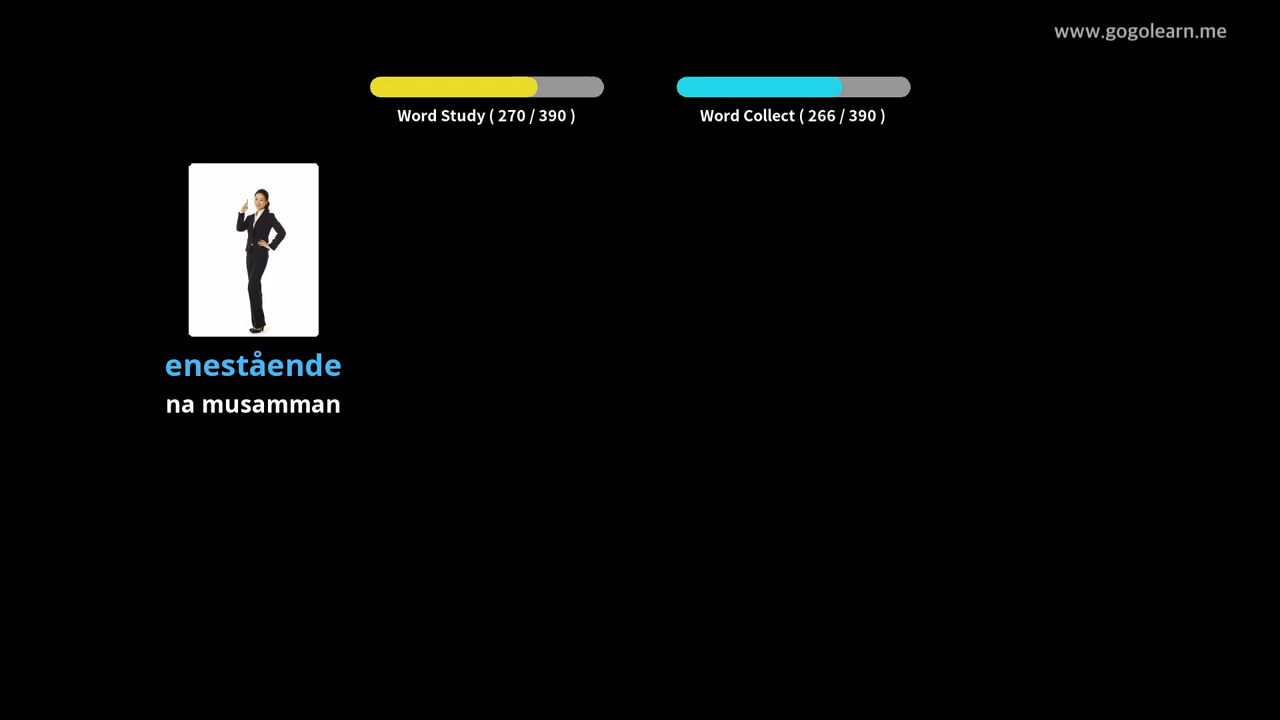 www.gogolearn.me
Word Study ( 270 / 390 )
Word Collect ( 266 / 390 )
enestående
na musamman